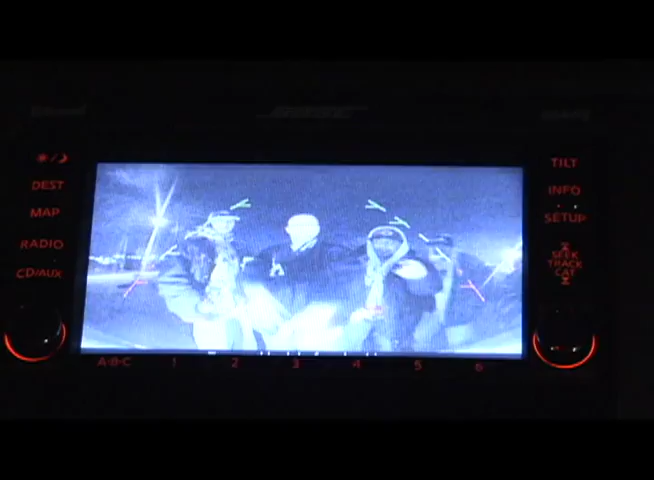 TILT
DEST
INFO
MAP
SETUP
RADIO
SEEK
TRACK
CAT
CD/AUX
A·B·C 1 2 3 4 5 6